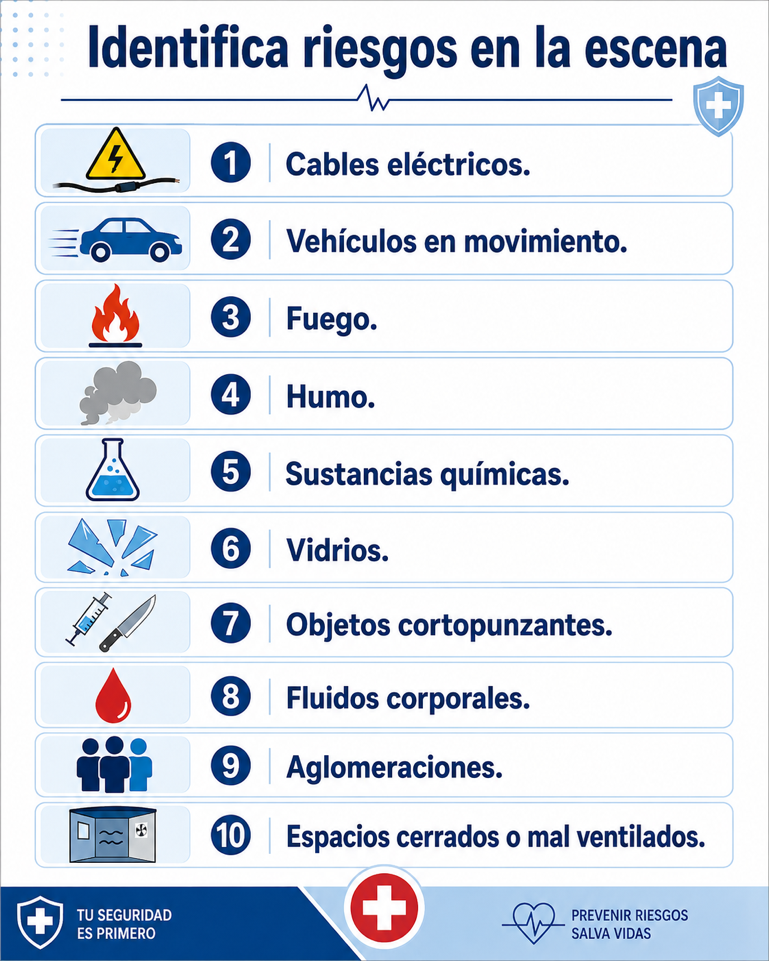 Identifica riesgos en la escena
1 Cables eléctricos.
2 Vehículos en movimiento.
3 Fuego.
4 Humo.
5 Sustancias químicas.
6 Vidrios.
7 Objetos cortopunzantes.
8 Fluidos corporales.
9 Aglomeraciones.
10 Espacios cerrados o mal ventilados.
TU SEGURIDAD
ES PRIMERO
PREVENIR RIESGOS
SALVA VIDAS